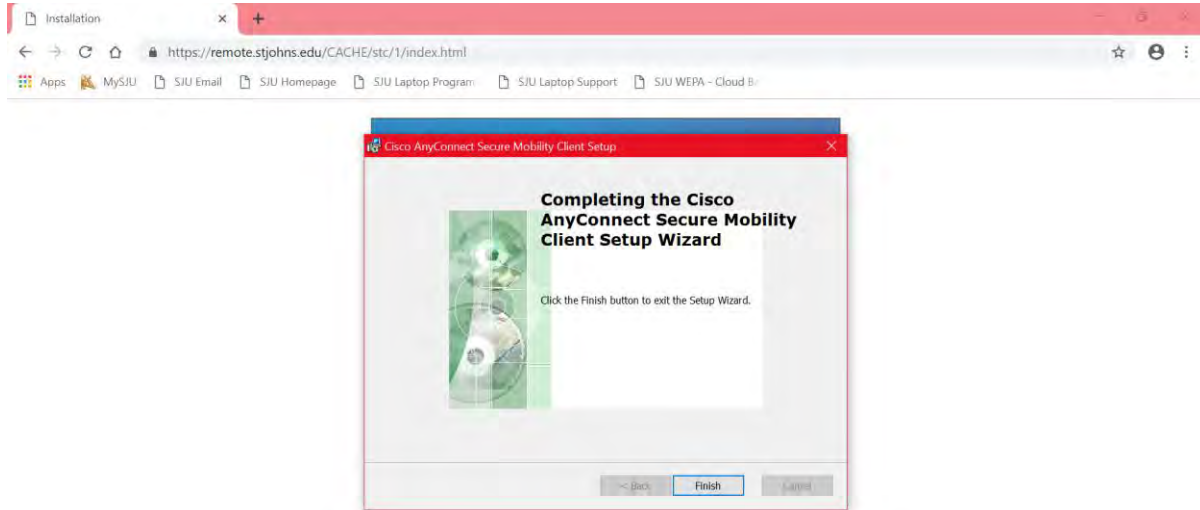 Installation
https://remote.stjohns.edu/CACHE/stc/1/index.html
Apps MySJU SJU Email SJU Homepage SJU Laptop Program SJU Laptop Support SJU WEPA - Cloud
Cisco AnyConnect Secure Mobility Client Setup
Completing the Cisco
AnyConnect Secure Mobility
Client Setup Wizard
Click the Finish button to exit the Setup Wizard.
< Back Finish Cancel